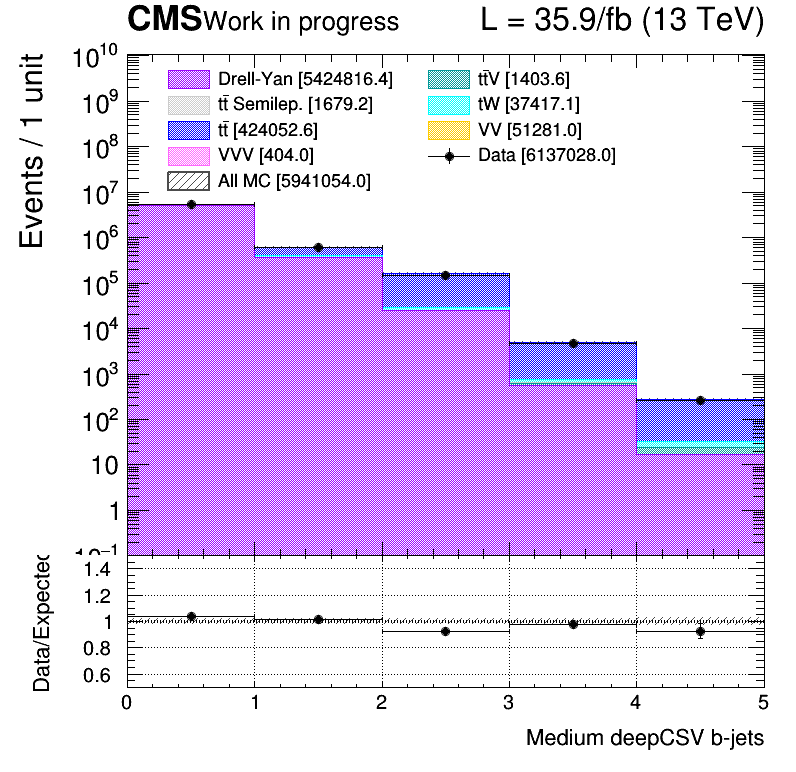 CMS Work in progress L = 35.9/fb (13 TeV)
Events / 1 unit
10^10
10^9
10^8
10^7
10^6
10^5
10^4
10^3
10^2
10
1
10^-1
Drell-Yan [5424816.4]
tt̄ Semilep. [1679.2]
tt̄ [424052.6]
VVV [404.0]
All MC [5941054.0]
tt̄V [1403.6]
tW [37417.1]
VV [51281.0]
Data [6137028.0]
Data/Expected
1.4
1.2
1
0.8
0.6
0 1 2 3 4 5
Medium deepCSV b-jets